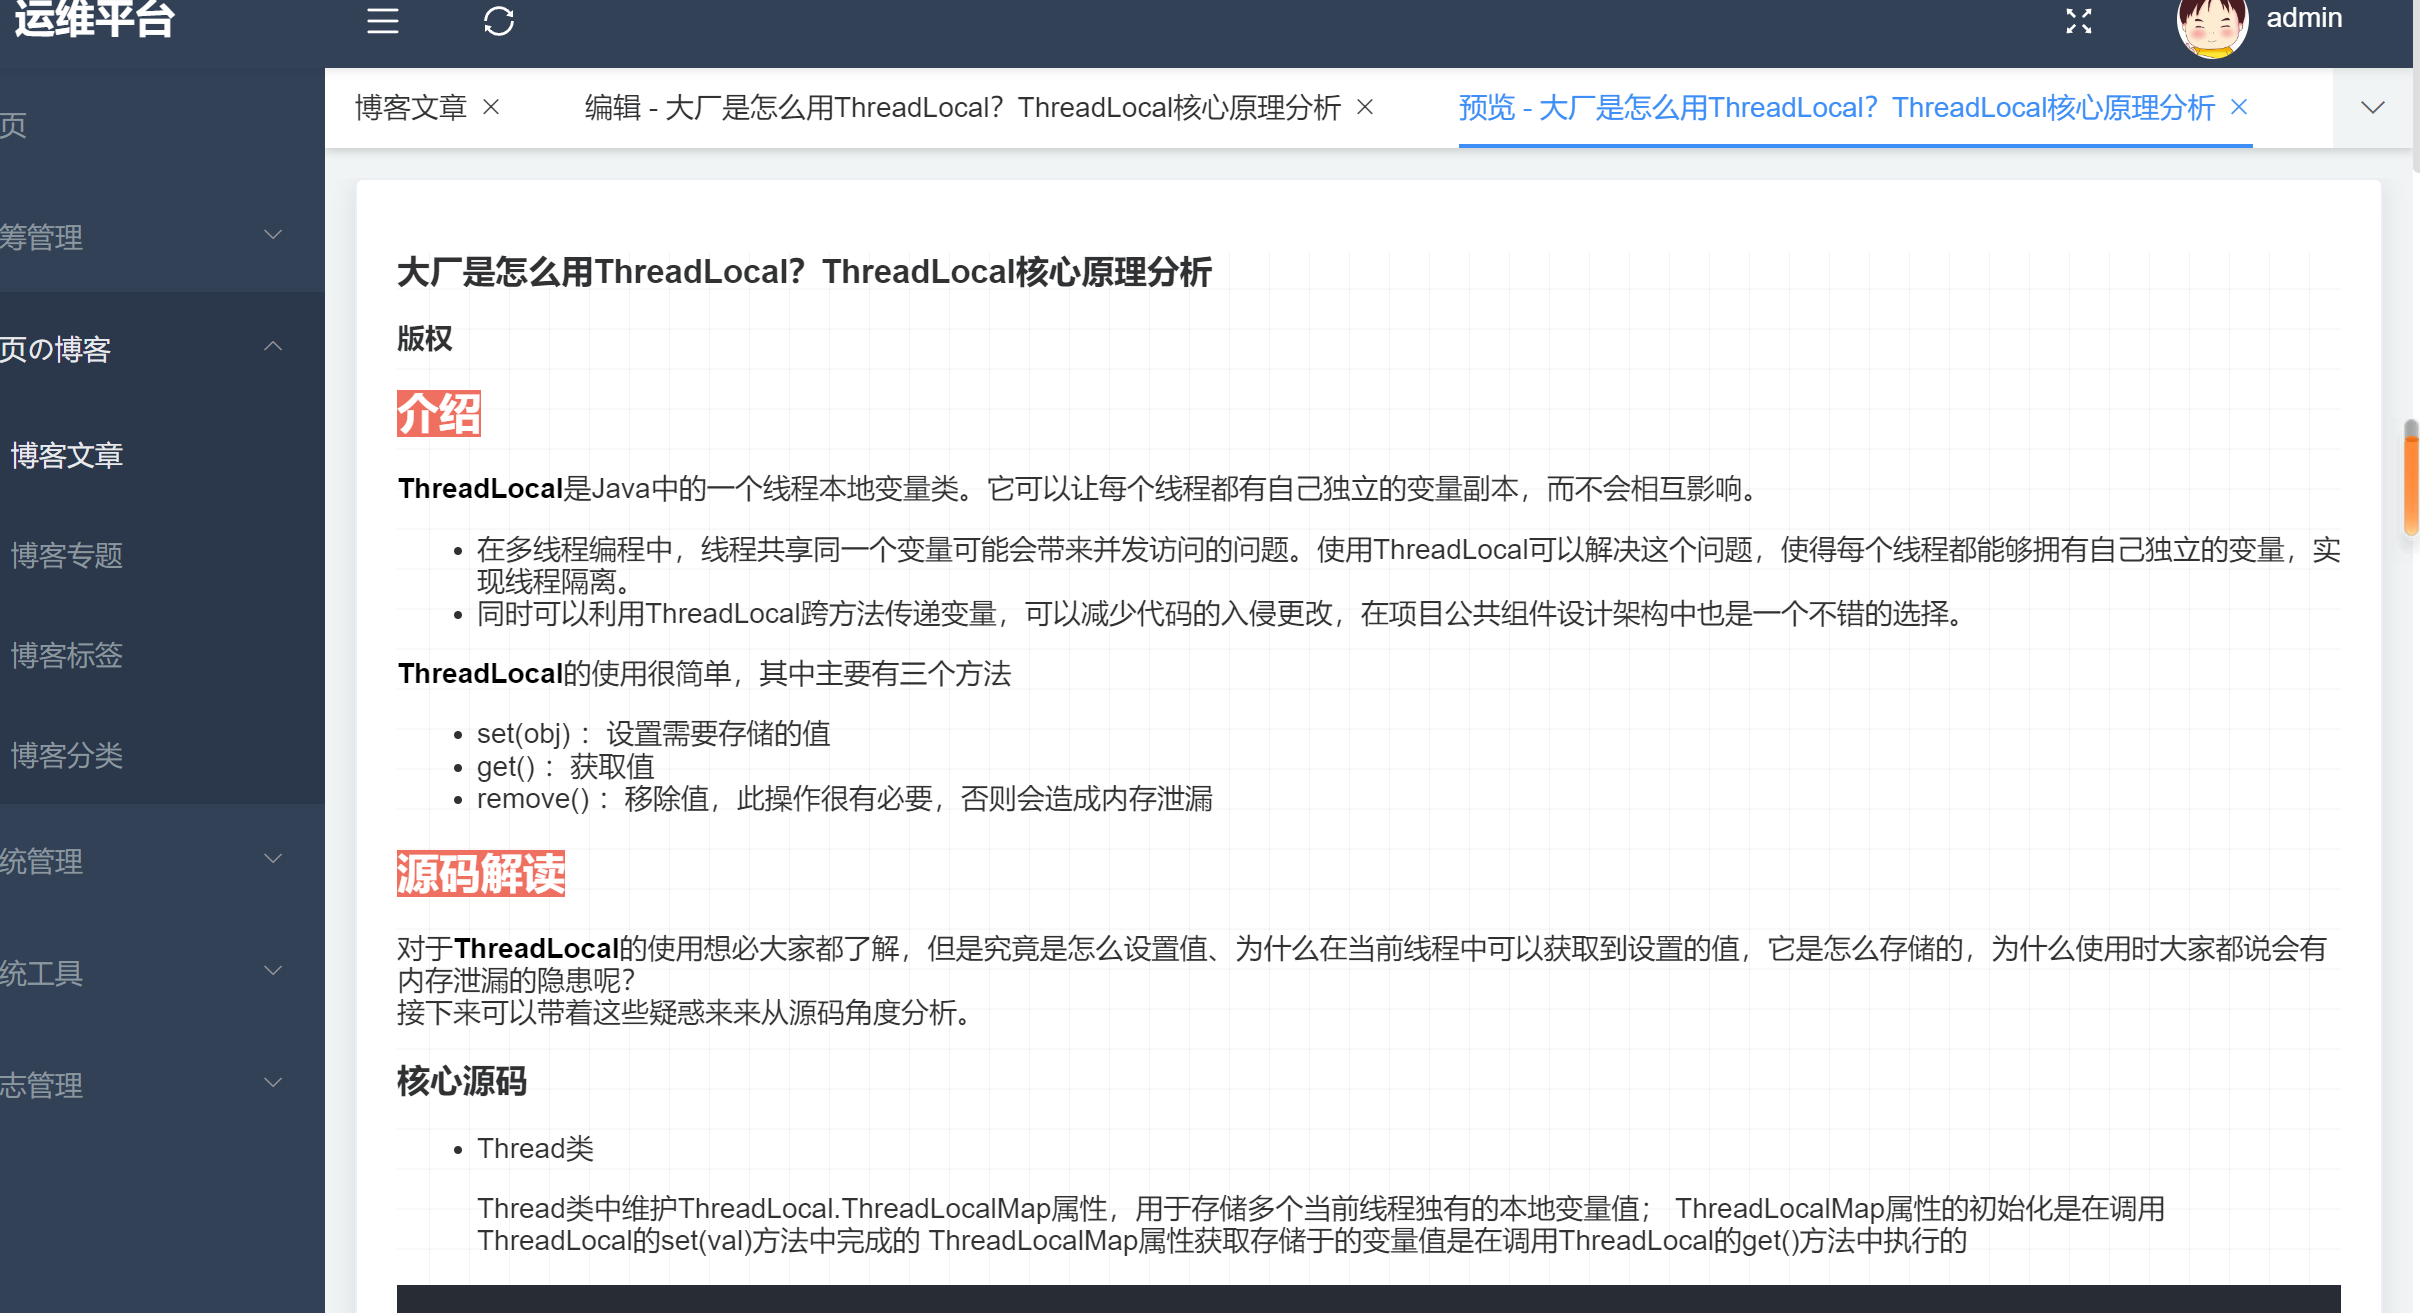 运维平台
admin
页
筹管理
页の博客
博客文章
博客专题
博客标签
博客分类
统管理
统工具
志管理
博客文章
编辑 - 大厂是怎么用ThreadLocal？ThreadLocal核心原理分析
预览 - 大厂是怎么用ThreadLocal？ThreadLocal核心原理分析
大厂是怎么用ThreadLocal？ThreadLocal核心原理分析
版权
介绍
ThreadLocal是Java中的一个线程本地变量类。它可以让每个线程都有自己独立的变量副本，而不会相互影响。
在多线程编程中，线程共享同一个变量可能会带来并发访问的问题。使用ThreadLocal可以解决这个问题，使得每个线程都能够拥有自己独立的变量，实
现线程隔离。
同时可以利用ThreadLocal跨方法传递变量，可以减少代码的入侵更改，在项目公共组件设计架构中也是一个不错的选择。
ThreadLocal的使用很简单，其中主要有三个方法
set(obj) ：设置需要存储的值
get() ：获取值
remove() ：移除值，此操作很有必要，否则会造成内存泄漏
源码解读
对于ThreadLocal的使用想必大家都了解，但是究竟是怎么设置值、为什么在当前线程中可以获取到设置的值，它是怎么存储的，为什么使用时大家都说会有
内存泄漏的隐患呢？
接下来可以带着这些疑惑来来从源码角度分析。
核心源码
Thread类
Thread类中维护ThreadLocal.ThreadLocalMap属性，用于存储多个当前线程独有的本地变量值； ThreadLocalMap属性的初始化是在调用
ThreadLocal的set(val)方法中完成的 ThreadLocalMap属性获取存储于的变量值是在调用ThreadLocal的get()方法中执行的